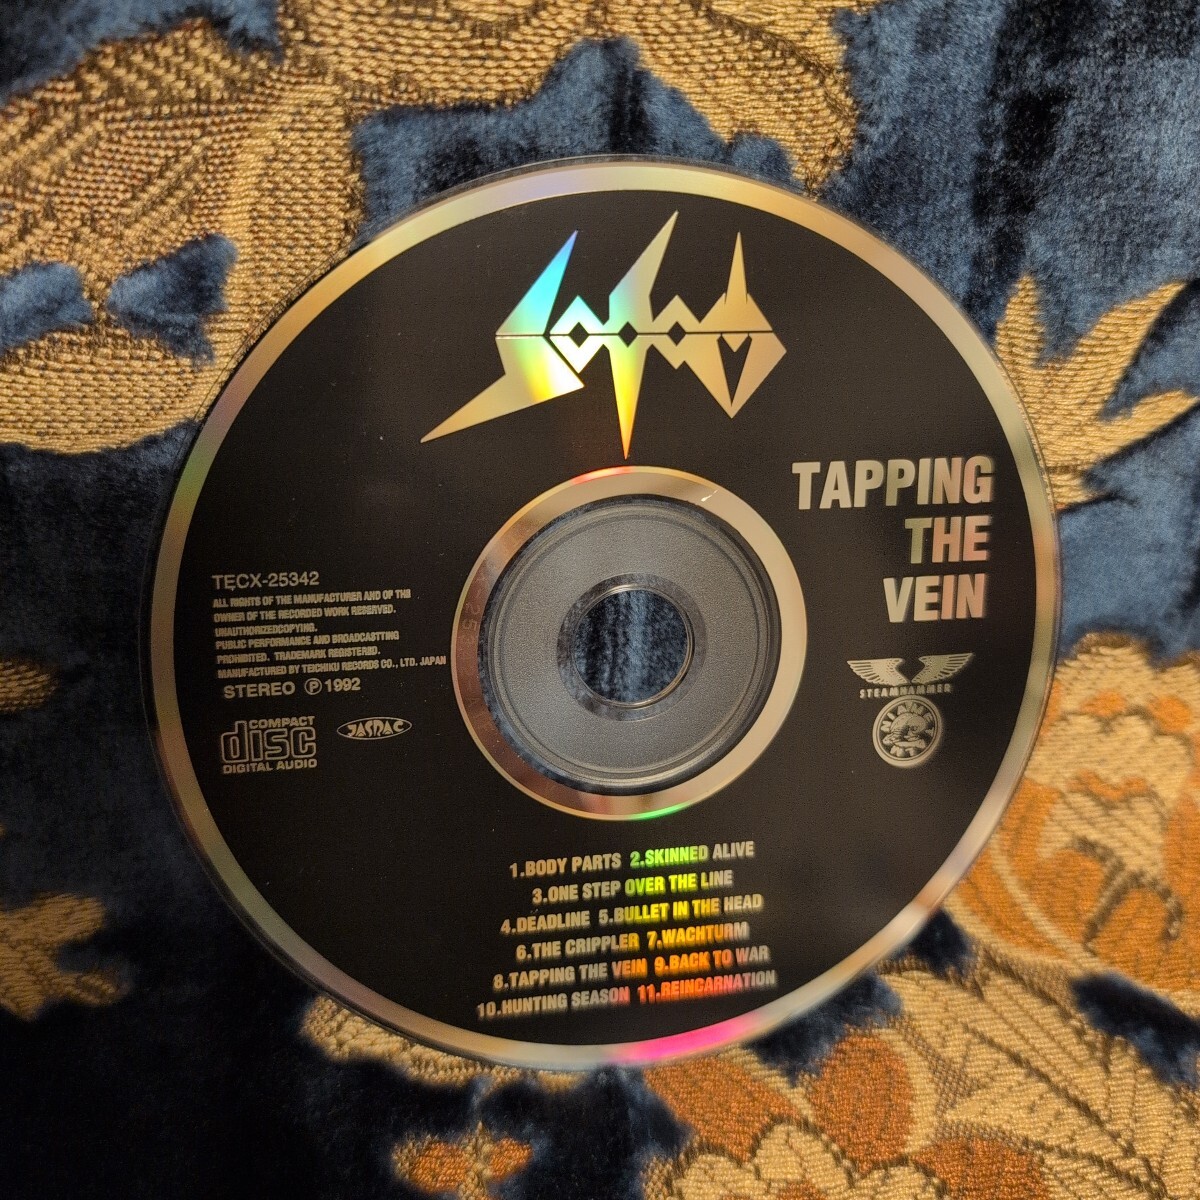 Sodom
TAPPING
THE
VEIN
TECX-25342
ALL RIGHTS OF THE MANUFACTURER AND OF THE
OWNER OF THE RECORDED WORK RESERVED.
UNAUTHORIZEDCOPYING.
PUBLIC PERFORMANCE AND BROADCASTTING
PROHIBITED. TRADEMARK REGISTERED.
MANUFACTURED BY TEICHIKU RECORDS CO., LTD. JAPAN
STEREO Ⓟ 1992
COMPACT
disc
DIGITAL AUDIO
JASRAC
STEAMHAMMER
1.BODY PARTS 2.SKINNED ALIVE
3.ONE STEP OVER THE LINE
4.DEADLINE 5.BULLET IN THE HEAD
6.THE CRIPPLER 7.WACHTURM
8.TAPPING THE VEIN 9.BACK TO WAR
10.HUNTING SEASON 11.REINCARNATION